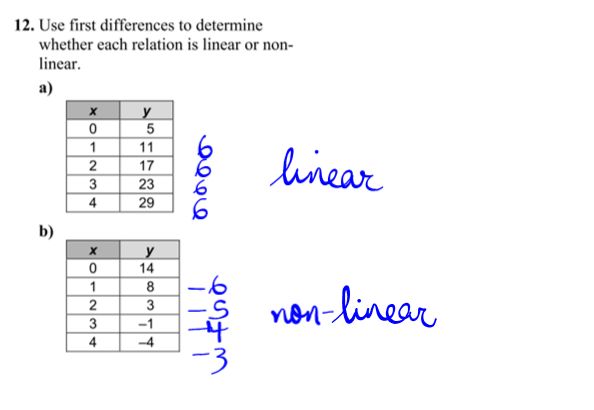 12. Use first differences to determine
whether each relation is linear or non-
linear.
a)
x y
0 5
1 11 6
2 17 6
3 23 6
4 29 6
linear
b)
x y
0 14
1 8 -6
2 3 -5
3 –1 -4
4 –4 -3
non-linear